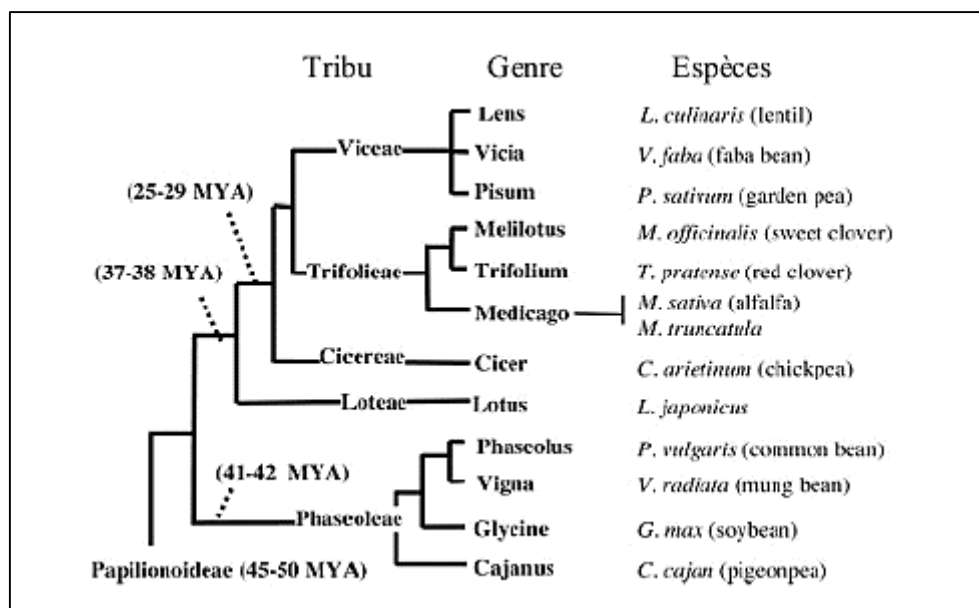 Tribu Genre Espèces
Lens L. culinaris (lentil)
Viceae Vicia V. faba (faba bean)
(25-29 MYA) Pisum P. sativum (garden pea)
Melilotus M. officinalis (sweet clover)
(37-38 MYA) Trifolieae Trifolium T. pratense (red clover)
Medicago M. sativa (alfalfa)
M. truncatula
Cicereae Cicer C. arietinum (chickpea)
Loteae Lotus L. japonicus
Phaseolus P. vulgaris (common bean)
(41-42 MYA) Vigna V. radiata (mung bean)
Phaseoleae Glycine G. max (soybean)
Papilionoideae (45-50 MYA) Cajanus C. cajan (pigeonpea)